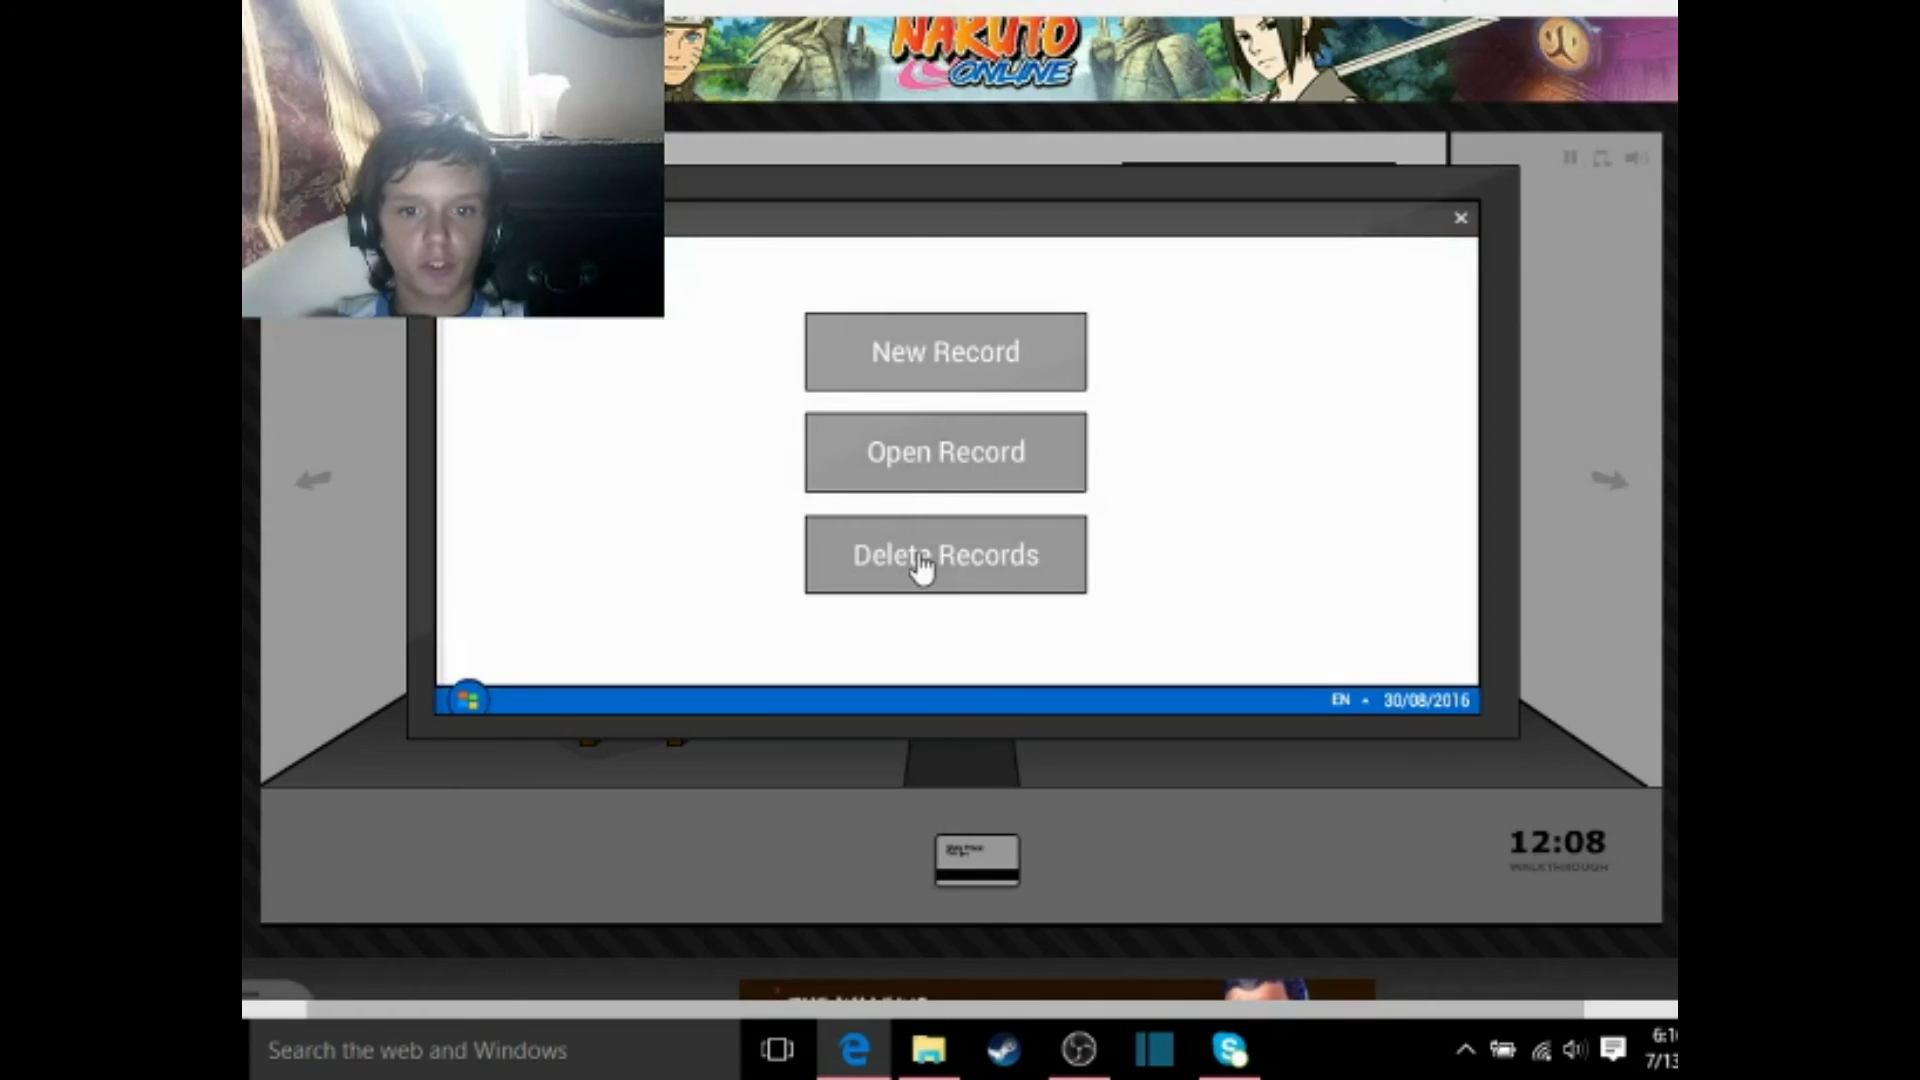 NARUTO
ONLINE
New Record
Open Record
Delete Records
EN
30/08/2016
12:08
WALKTHROUGH
Search the web and Windows